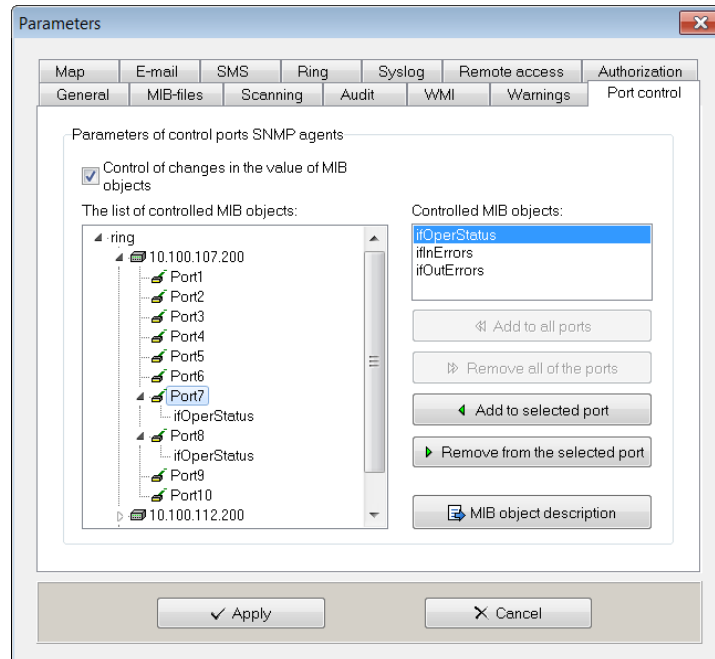 Parameters
Map E-mail SMS Ring Syslog Remote access Authorization
General MIB-files Scanning Audit WMI Warnings Port control
Parameters of control ports SNMP agents
Control of changes in the value of MIB
objects
The list of controlled MIB objects:
ring
10.100.107.200
Port1
Port2
Port3
Port4
Port5
Port6
Port7
ifOperStatus
Port8
ifOperStatus
Port9
Port10
10.100.112.200
Controlled MIB objects:
ifOperStatus
ifInErrors
ifOutErrors
Add to all ports
Remove all of the ports
Add to selected port
Remove from the selected port
MIB object description
Apply
Cancel